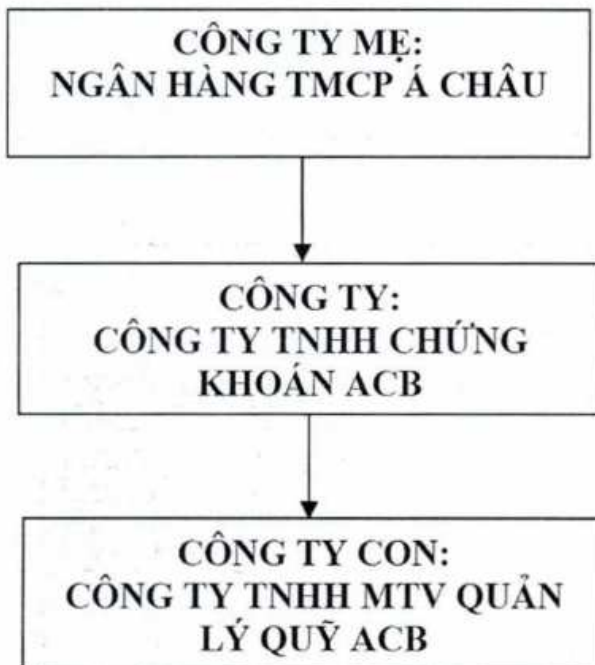 CÔNG TY MẸ:
NGÂN HÀNG TMCP Á CHÂU
CÔNG TY:
CÔNG TY TNHH CHỨNG
KHOÁN ACB
CÔNG TY CON:
CÔNG TY TNHH MTV QUẢN
LÝ QUỸ ACB